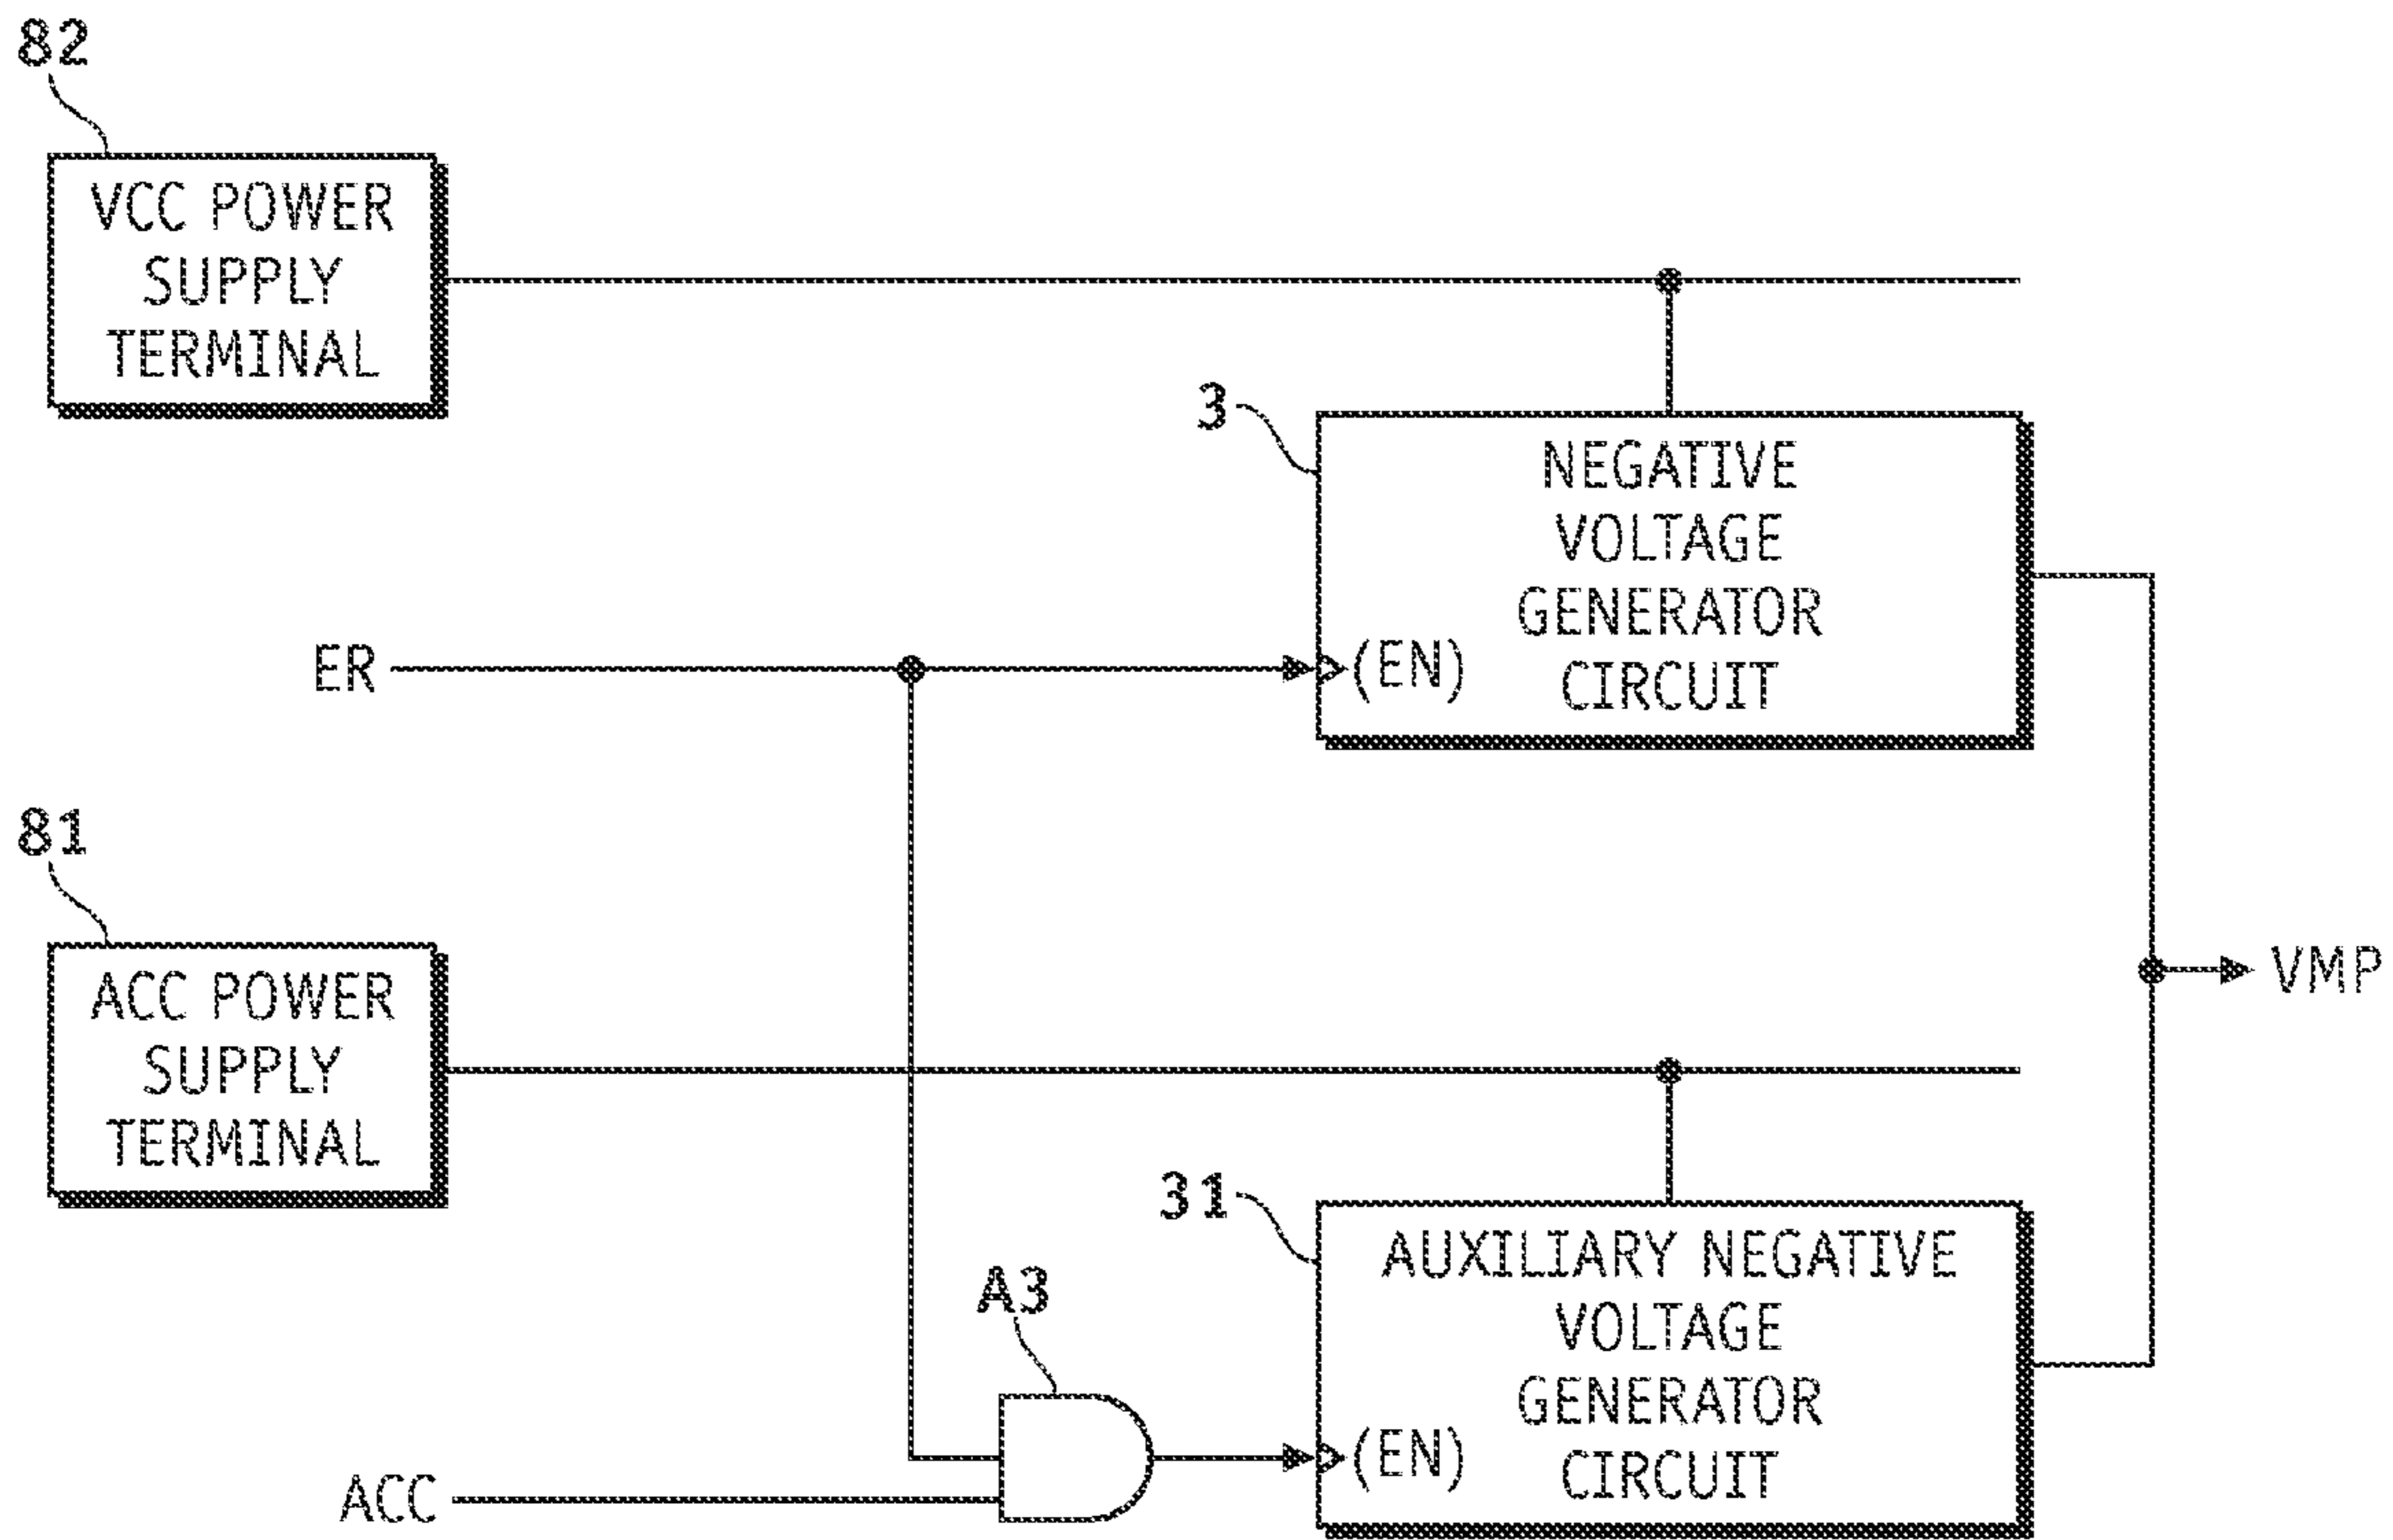 82
VCC POWER
SUPPLY
TERMINAL
3
NEGATIVE
VOLTAGE
GENERATOR
CIRCUIT
ER
(EN)
81
ACC POWER
SUPPLY
TERMINAL
VMP
31
AUXILIARY NEGATIVE
VOLTAGE
GENERATOR
CIRCUIT
A3
(EN)
ACC